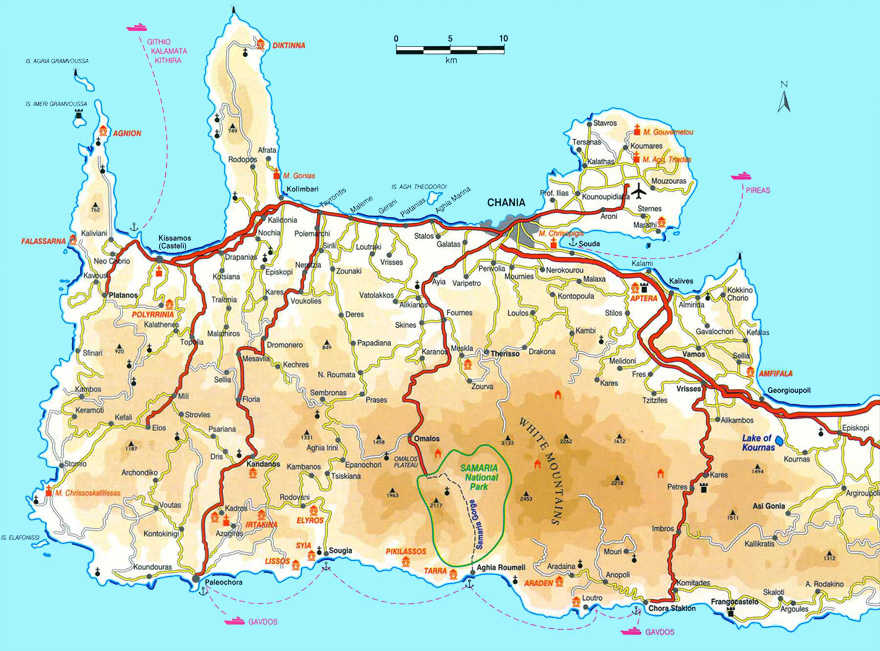 GITHIO
KALAMATA
KITHIRA
DIKTINNA
0 5 10
km
IS. AGRIA GRAMVOUSSA
IS. IMERI GRAMVOUSSA
N
AGNION
749
Stavros
M. Gouvernetou
Tersanas
Koumares
M. Agia Triadas
Kalathas
Afrata
Rodopos
M. Gonias
Mouzouras
PIREAS
Kolimbari
IS. AGH. THEODOROI
Prof. Ilias
Kounoupidiana
762
Tavronitis
Maleme
Gerani
Platanias
Aghia Marina
CHANIA
Sternes
Aroni
Marathi
Kaliviani
Kalidonia
Kissamos
(Casteli)
Nochia
Polemarchi
Stalos
Galatas
M. Chrisopigis
Souda
FALASSARNA
Neo Chorio
Drapanias
Sirili
Loutraki
Vrisses
Kalami
Kavousi
Kotsiana
Episkopi
Neritza
Zounaki
Perivolia
Mournies
Nerokourou
Malaxa
Kalives
Kokkino
Chorio
Platanos
Kares
Voukolies
Vatolakkos
Ayia
Varipetro
Kontopoula
APTERA
Almirida
POLYRRINIA
Tralonia
Alikianos
Deres
Fournes
Loulos
Stilos
Kalathenes
Malathiros
Skines
Kambi
Gavalochori
Kefalas
Topolia
Dromonero
849
Papadiana
Karanos
Meskla
Therisso
Drakona
Vamos
Sfinari
920
Mesavlia
Kechres
Melidoni
Sellia
AMFIFALA
Sellia
N. Roumata
Zourva
Kares
Fres
Kambos
Mili
Floria
Sembronas
Prases
Tzitzifes
Vrisses
Georgioupoli
Keramoti
Kefali
Strovles
Elos
Psariana
1331
1458
Omalos
WHITE MOUNTAINS
2133
2262
1612
Alikambos
Episkopi
1187
Aghia Irini
Lake of
Kournas
Stomio
Dris
Kandanos
OMALOS
PLATEAU
Epanochori
Kournas
Archondiko
Kambanos
Tsiskiana
SAMARIA
National
Park
Kares
1494
M. Chrissoskalitissas
Rodovani
1963
2117
2453
2218
Petres
Argiroupoli
Voutas
Kadros
ELYROS
Samaria Gorge
1511
Asi Gonia
IRTAKINA
Kontokinigi
Azogires
Imbros
IS. ELAFONISSI
SYIA
Sougia
PIKILASSOS
Mouri
Kallikratis
1312
LISSOS
Koundouras
Paleochora
TARRA
Aghia Roumeli
Aradaina
ARADEN
Anopoli
Komitades
A. Rodakino
Skaloti
Loutro
Chora Sfakion
Frangocastelo
Argoules
GAVDOS
GAVDOS